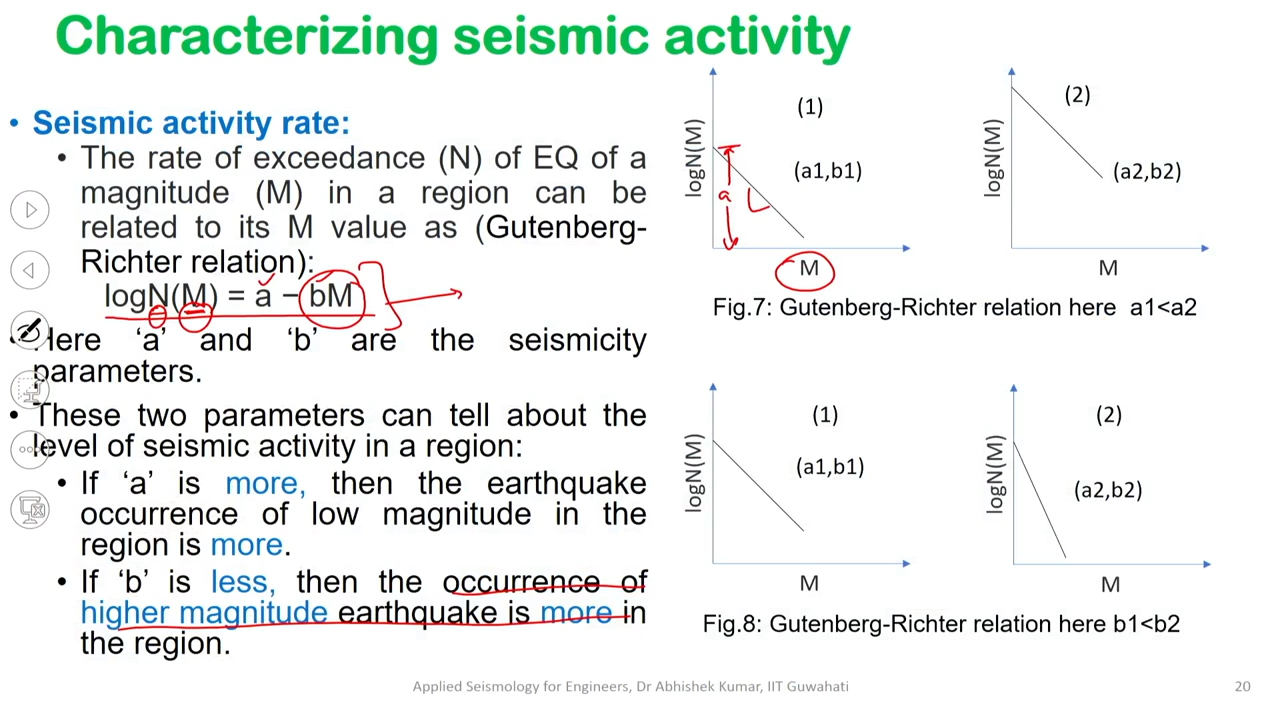 Characterizing seismic activity
• Seismic activity rate:
• The rate of exceedance (N) of EQ of a
magnitude (M) in a region can be
related to its M value as (Gutenberg-
Richter relation):
logN(M) = a – bM
• Here ‘a’ and ‘b’ are the seismicity
parameters.
• These two parameters can tell about the
level of seismic activity in a region:
• If ‘a’ is more, then the earthquake
occurrence of low magnitude in the
region is more.
• If ‘b’ is less, then the occurrence of
higher magnitude earthquake is more in
the region.
logN(M)
(1)
(a1,b1)
a
M
logN(M)
(2)
(a2,b2)
M
Fig.7: Gutenberg-Richter relation here a1<a2
logN(M)
(1)
(a1,b1)
M
logN(M)
(2)
(a2,b2)
M
Fig.8: Gutenberg-Richter relation here b1<b2
Applied Seismology for Engineers, Dr Abhishek Kumar, IIT Guwahati
20